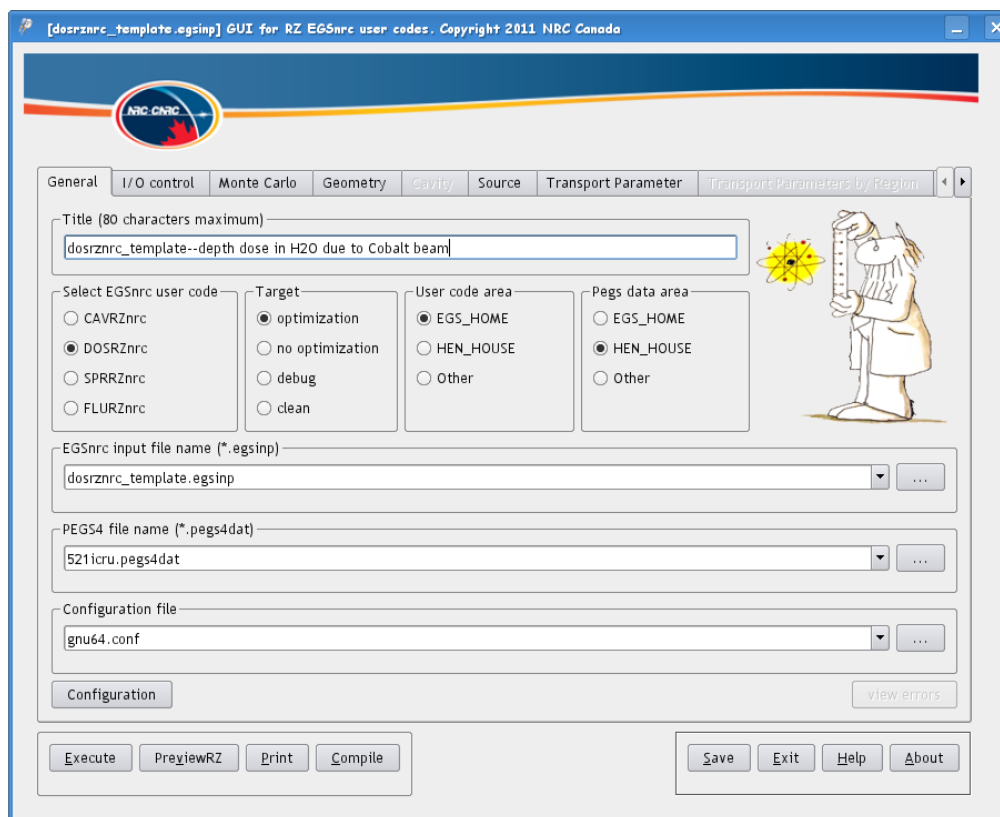 [dosrznrc_template.egsinp] GUI for RZ EGSnrc user codes. Copyright 2011 NRC Canada
NRC·CNRC
General I/O control Monte Carlo Geometry Cavity Source Transport Parameter Transport Parameters by Region
Title (80 characters maximum)
dosrznrc_template--depth dose in H2O due to Cobalt beam
Select EGSnrc user code Target User code area Pegs data area
CAVRZnrc optimization EGS_HOME EGS_HOME
DOSRZnrc no optimization HEN_HOUSE HEN_HOUSE
SPRRZnrc debug Other Other
FLURZnrc clean
EGSnrc input file name (*.egsinp)
dosrznrc_template.egsinp ...
PEGS4 file name (*.pegs4dat)
521icru.pegs4dat ...
Configuration file
gnu64.conf ...
Configuration view errors
Execute PreviewRZ Print Compile Save Exit Help About